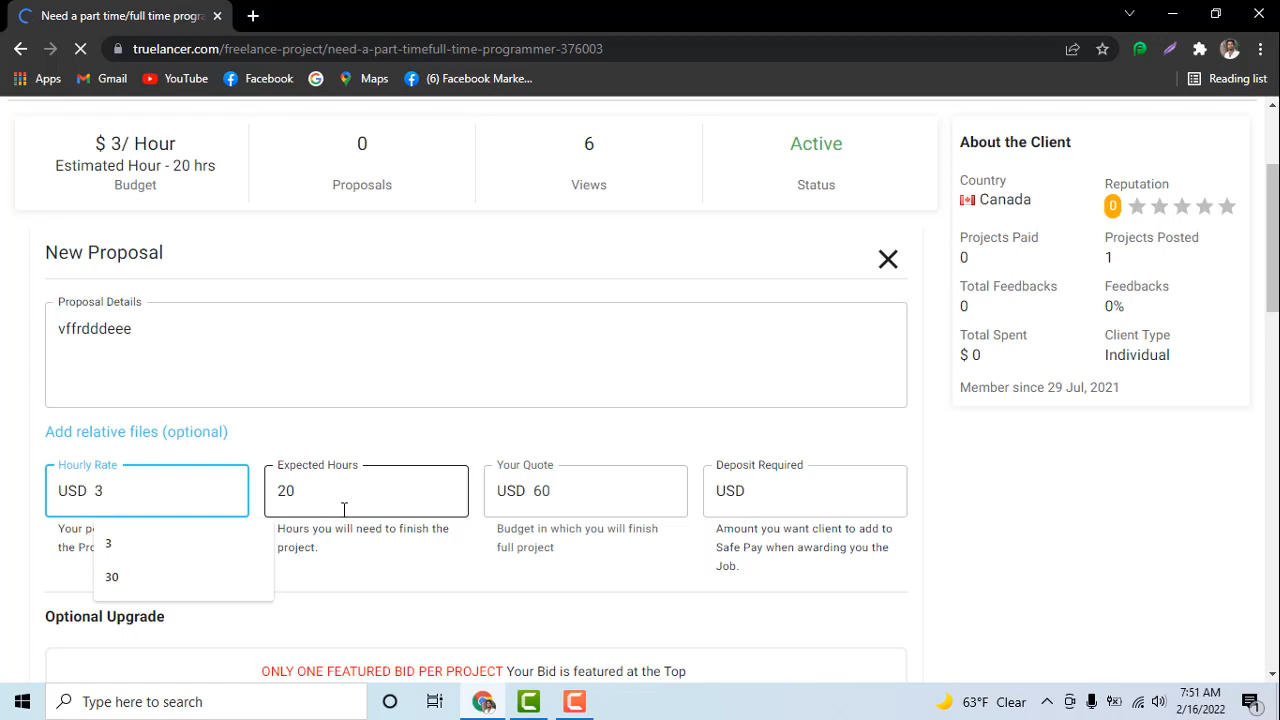 Need a part time/full time progra
truelancer.com/freelance-project/need-a-part-timefull-time-programmer-376003
Apps
Gmail
YouTube
Facebook
Maps
(6) Facebook Marke...
Reading list
$ 3/ Hour
Estimated Hour - 20 hrs
Budget
0
Proposals
6
Views
Active
Status
About the Client
Country
Canada
Reputation
0
Projects Paid
0
Projects Posted
1
Total Feedbacks
0
Feedbacks
0%
Total Spent
$ 0
Client Type
Individual
Member since 29 Jul, 2021
New Proposal
Proposal Details
vffrdddeee
Add relative files (optional)
Hourly Rate
USD 3
Expected Hours
20
Your Quote
USD 60
Deposit Required
USD
Your p
the Pro
3
30
Hours you will need to finish the
project.
Budget in which you will finish
full project
Amount you want client to add to
Safe Pay when awarding you the
Job.
Optional Upgrade
ONLY ONE FEATURED BID PER PROJECT Your Bid is featured at the Top
Type here to search
63°F Clear
7:51 AM
2/16/2022
1